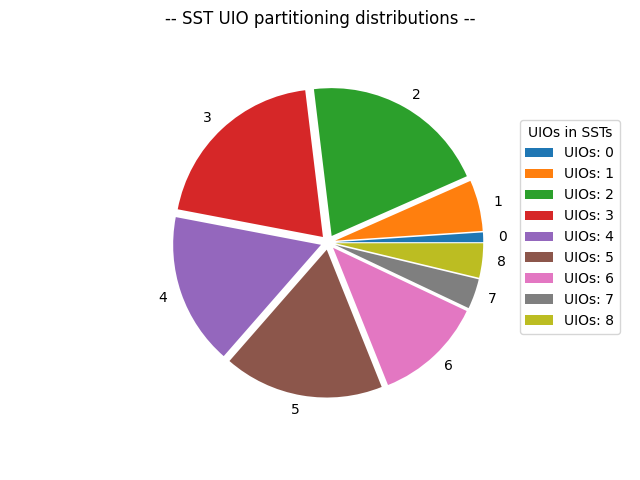 -- SST UIO partitioning distributions --
2
3
1
0
8
7
6
5
4
UIOs in SSTs
UIOs: 0
UIOs: 1
UIOs: 2
UIOs: 3
UIOs: 4
UIOs: 5
UIOs: 6
UIOs: 7
UIOs: 8